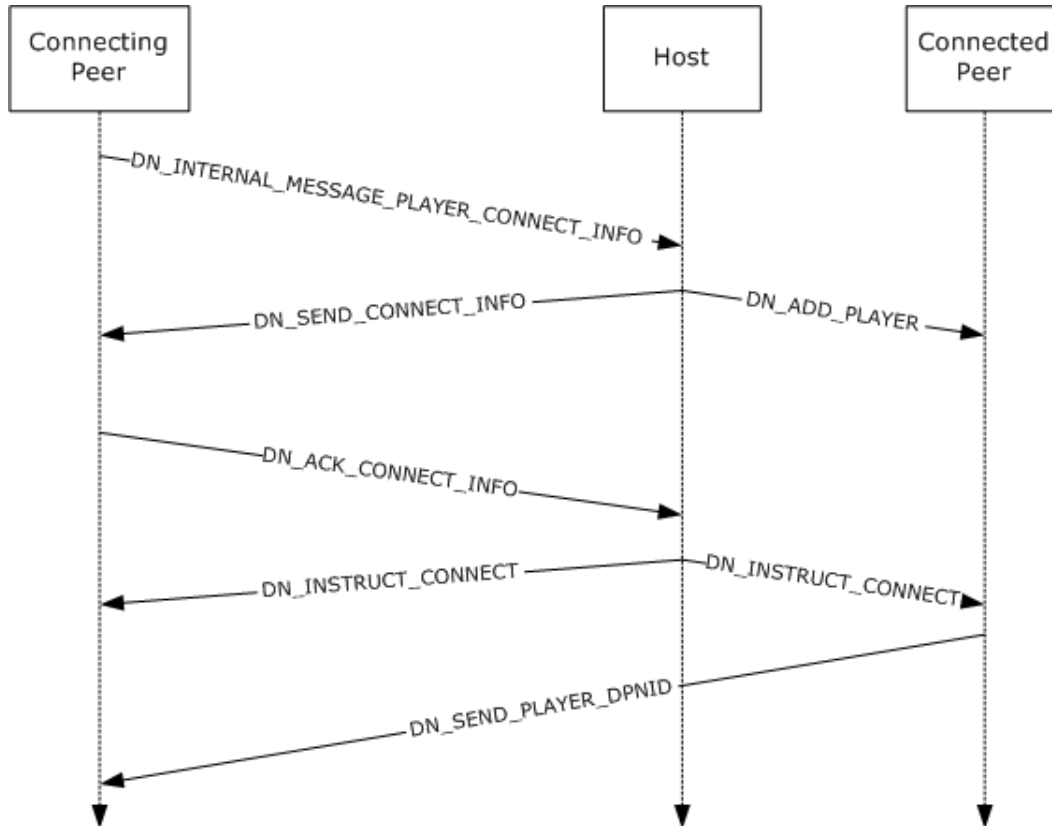 Connecting
Peer
Host
Connected
Peer
DN_INTERNAL_MESSAGE_PLAYER_CONNECT_INFO
DN_SEND_CONNECT_INFO
DN_ADD_PLAYER
DN_ACK_CONNECT_INFO
DN_INSTRUCT_CONNECT
DN_INSTRUCT_CONNECT
DN_SEND_PLAYER_DPNID